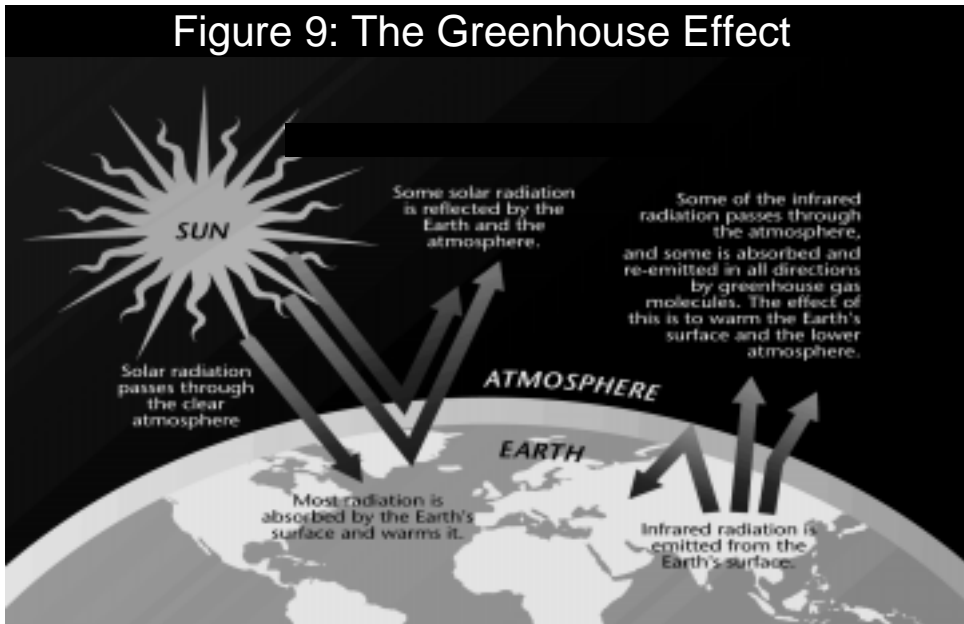 Figure 9: The Greenhouse Effect
SUN
Some solar radiation
is reflected by the
Earth and the
atmosphere.
Some of the infrared
radiation passes through
the atmosphere,
and some is absorbed and
re-emitted in all directions
by greenhouse gas
molecules. The effect of
this is to warm the Earth's
surface and the lower
atmosphere.
Solar radiation
passes through
the clear
atmosphere
ATMOSPHERE
EARTH
Most radiation is
absorbed by the Earth's
surface and warms it.
Infrared radiation is
emitted from the
Earth's surface.